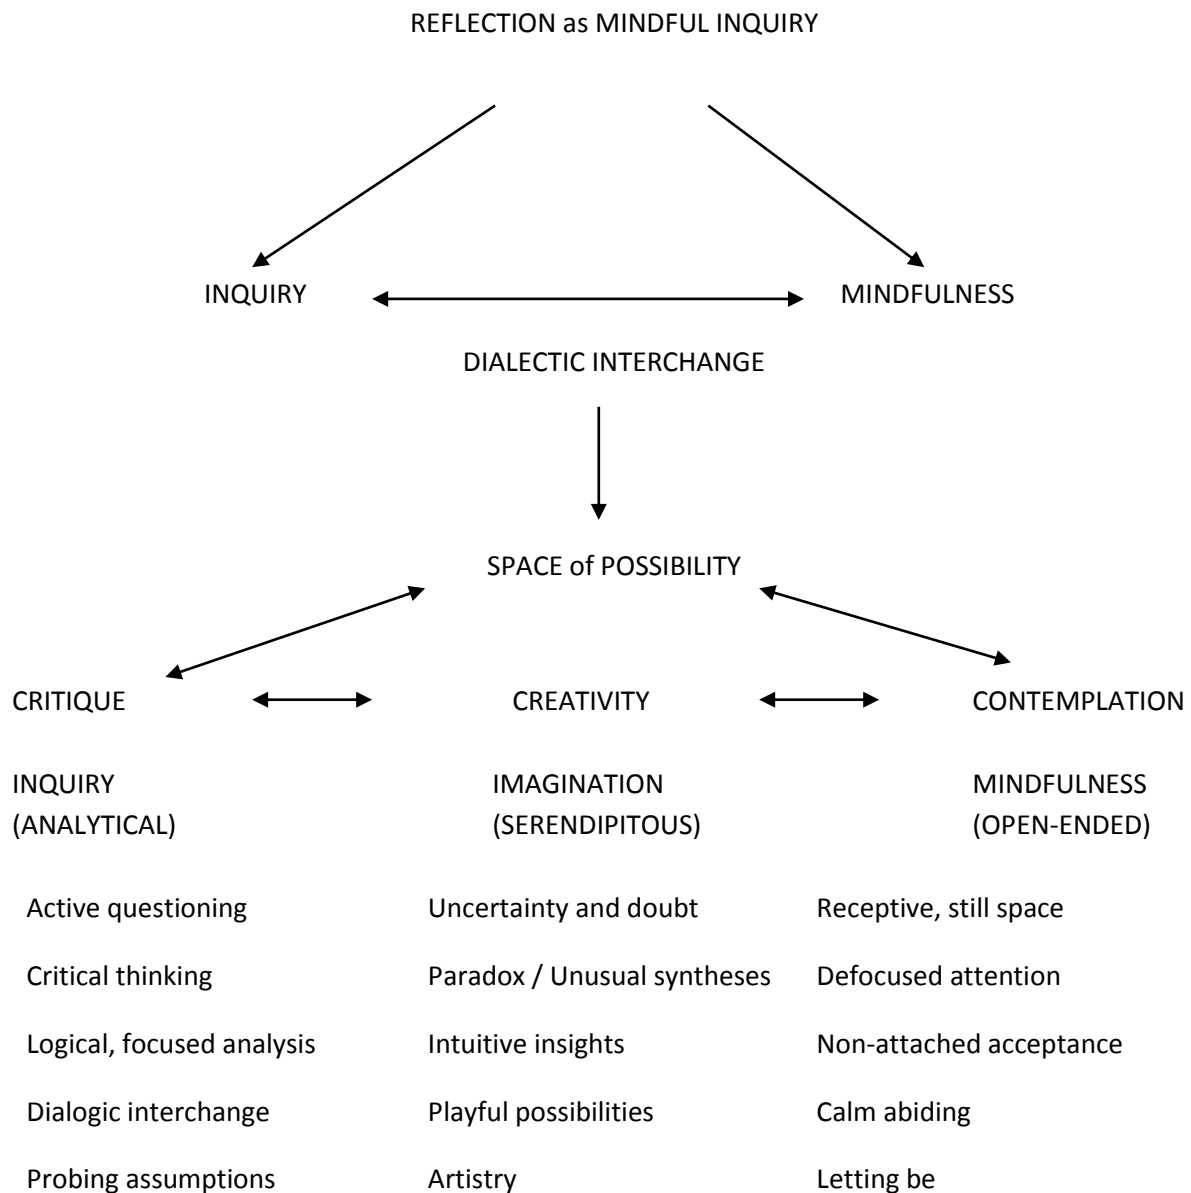 REFLECTION as MINDFUL INQUIRY
INQUIRY MINDFULNESS
DIALECTIC INTERCHANGE
SPACE of POSSIBILITY
CRITIQUE CREATIVITY CONTEMPLATION
INQUIRY IMAGINATION MINDFULNESS
(ANALYTICAL) (SERENDIPITOUS) (OPEN-ENDED)
Active questioning Uncertainty and doubt Receptive, still space
Critical thinking Paradox / Unusual syntheses Defocused attention
Logical, focused analysis Intuitive insights Non-attached acceptance
Dialogic interchange Playful possibilities Calm abiding
Probing assumptions Artistry Letting be